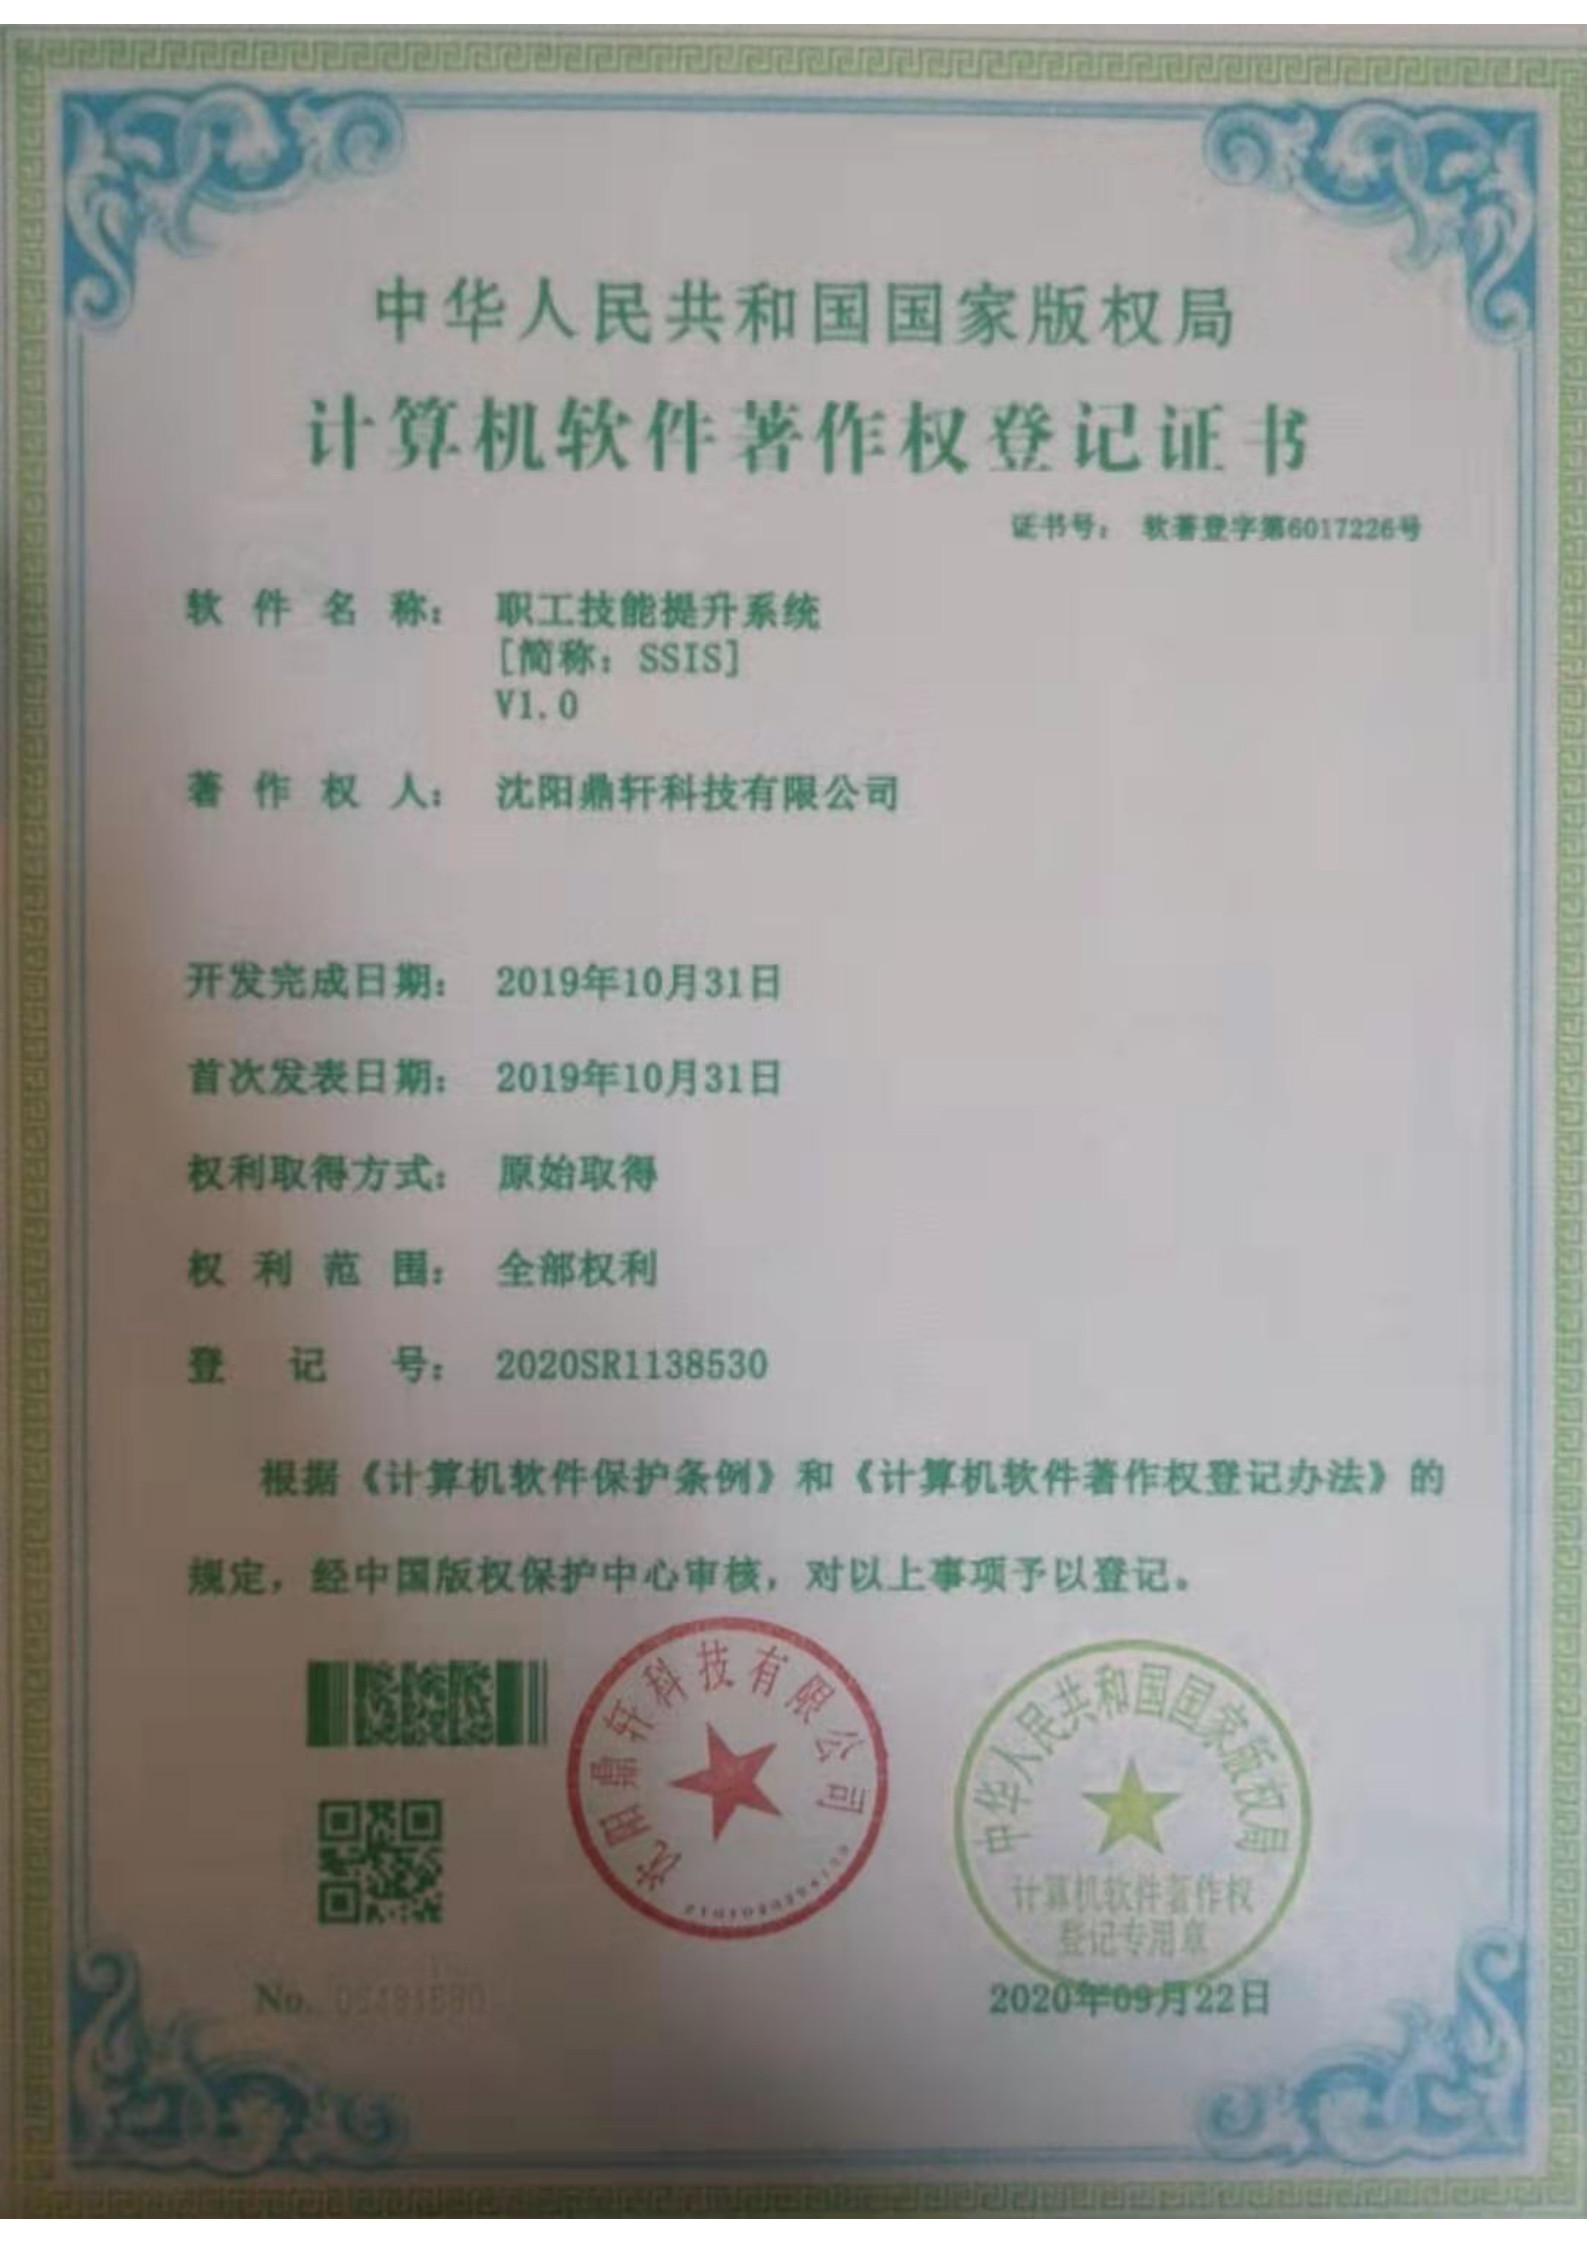 中华人民共和国国家版权局
计算机软件著作权登记证书
证书号： 软著登字第6017226号
软件名称： 职工技能提升系统
[简称：SSIS]
V1.0
著作权人： 沈阳鼎轩科技有限公司
开发完成日期： 2019年10月31日
首次发表日期： 2019年10月31日
权利取得方式： 原始取得
权利范围： 全部权利
登记号： 2020SR1138530
根据《计算机软件保护条例》和《计算机软件著作权登记办法》的
规定，经中国版权保护中心审核，对以上事项予以登记。
沈阳鼎轩科技有限公司
中华人民共和国国家版权局
计算机软件著作权
登记专用章
No.
2020年09月22日